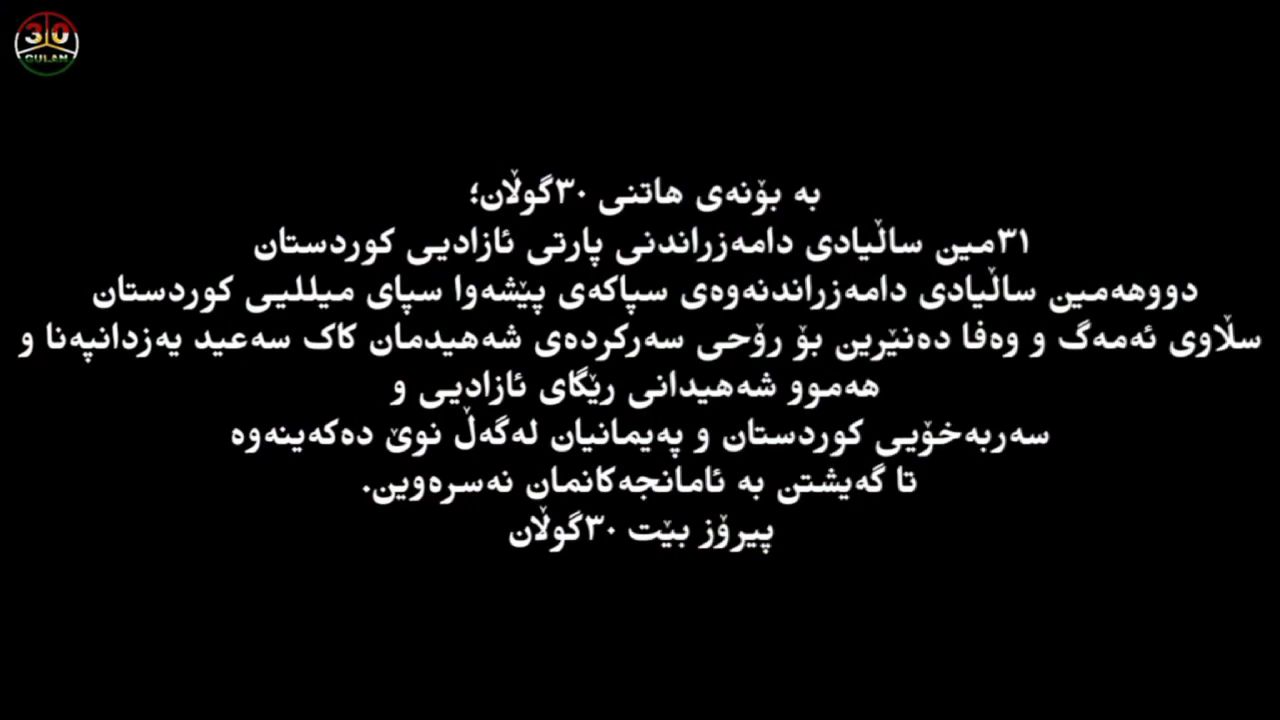 30
GULAN
بە بۆنەی هاتنی ٣٠گوڵان؛
٣١مین ساڵیادی دامەزراندنی پارتی ئازادیی کوردستان
دووهەمین ساڵیادی دامەزراندنەوەی سپاکەی پێشەوا سپای میللیی کوردستان
سڵاوی ئەمەگ و وەفا دەنێرین بۆ رۆحی سەرکردەی شەهیدمان کاک سەعید یەزدانپەنا و
هەموو شەهیدانی رێگای ئازادیی و
سەربەخۆیی کوردستان و پەیمانیان لەگەڵ نوێ دەکەینەوە
تا گەیشتن بە ئامانجەکانمان نەسرەوین.
پیرۆز بێت ٣٠گوڵان